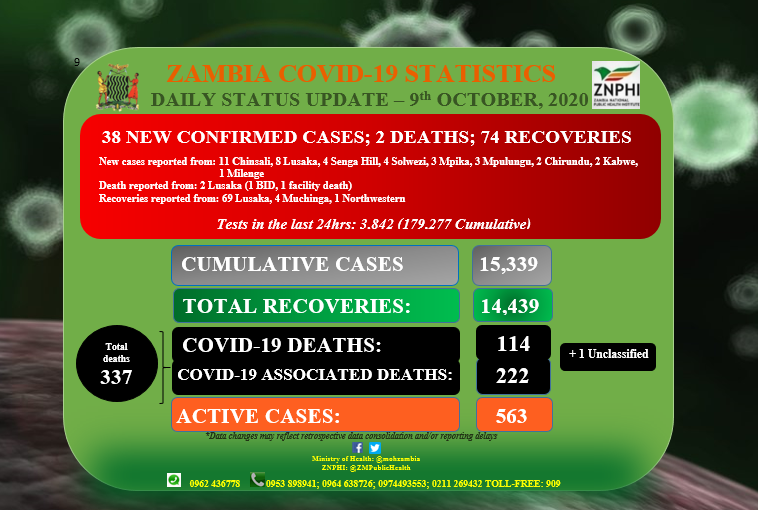 9
ZAMBIA COVID-19 STATISTICS
DAILY STATUS UPDATE – 9th OCTOBER, 2020
ZNPHI
ZAMBIA NATIONAL
PUBLIC HEALTH INSTITUTE
38 NEW CONFIRMED CASES; 2 DEATHS; 74 RECOVERIES
New cases reported from: 11 Chinsali, 8 Lusaka, 4 Senga Hill, 4 Solwezi, 3 Mpika, 3 Mpulungu, 2 Chirundu, 2 Kabwe,
1 Milenge
Death reported from: 2 Lusaka (1 BID, 1 facility death)
Recoveries reported from: 69 Lusaka, 4 Muchinga, 1 Northwestern
Tests in the last 24hrs: 3.842 (179.277 Cumulative)
CUMULATIVE CASES 15,339
TOTAL RECOVERIES: 14,439
Total
deaths
337
COVID-19 DEATHS: 114
COVID-19 ASSOCIATED DEATHS: 222
+ 1 Unclassified
ACTIVE CASES: 563
*Data changes may reflect retrospective data consolidation and/or reporting delays
Ministry of Health: @mohzambia
ZNPHI: @ZMPublicHealth
0962 436778 0953 898941; 0964 638726; 0974493553; 0211 269432 TOLL-FREE: 909